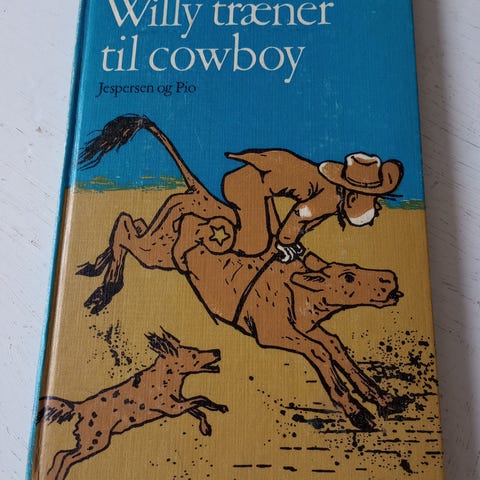 Willy træner
til cowboy
Jespersen og Pio